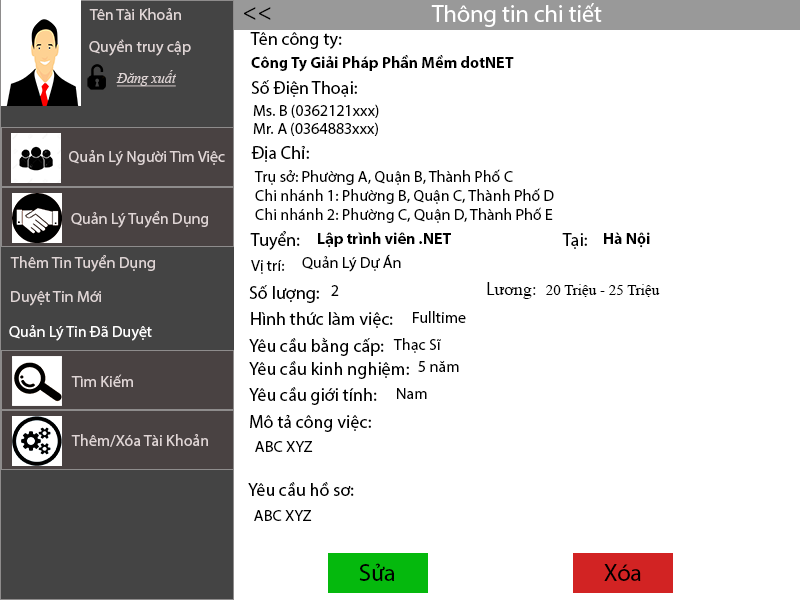 Tên Tài Khoản
Quyền truy cập
Đăng xuất
Quản Lý Người Tìm Việc
Quản Lý Tuyển Dụng
Thêm Tin Tuyển Dụng
Duyệt Tin Mới
Quản Lý Tin Đã Duyệt
Tìm Kiếm
Thêm/Xóa Tài Khoản
<< Thông tin chi tiết
Tên công ty:
Công Ty Giải Pháp Phần Mềm dotNET
Số Điện Thoại:
Ms. B (0362121xxx)
Mr. A (0364883xxx)
Địa Chỉ:
Trụ sở: Phường A, Quận B, Thành Phố C
Chi nhánh 1: Phường B, Quận C, Thành Phố D
Chi nhánh 2: Phường C, Quận D, Thành Phố E
Tuyển: Lập trình viên .NET Tại: Hà Nội
Vị trí: Quản Lý Dự Án
Số lượng: 2 Lương: 20 Triệu - 25 Triệu
Hình thức làm việc: Fulltime
Yêu cầu bằng cấp: Thạc Sĩ
Yêu cầu kinh nghiệm: 5 năm
Yêu cầu giới tính: Nam
Mô tả công việc:
ABC XYZ
Yêu cầu hồ sơ:
ABC XYZ
Sửa Xóa